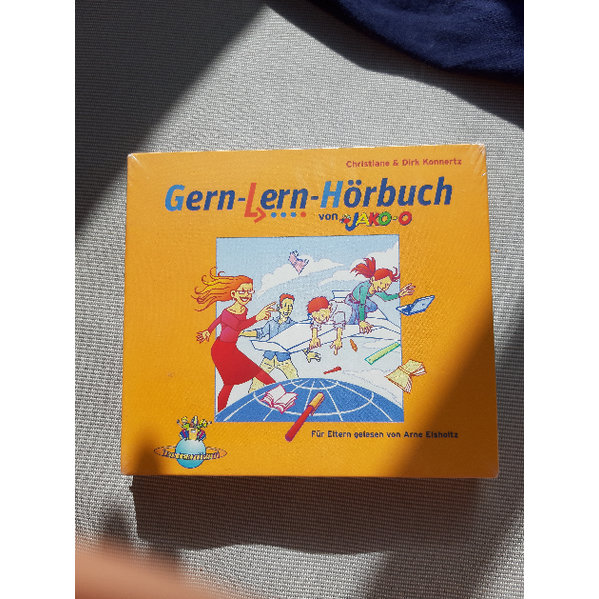 Christiane & Dirk Konnertz
Gern-Lern-Hörbuch
von JAKO-O
Für Eltern gelesen von Arne Elsholtz